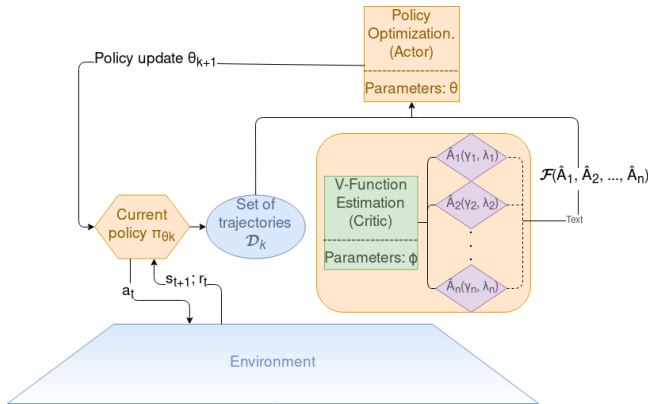 Policy
Optimization.
(Actor)
Parameters: θ
Policy update θₖ₊₁
V-Function
Estimation
(Critic)
Parameters: ϕ
Â₁(γ₁, λ₁)
Â₂(γ₂, λ₂)
.
.
.
Âₙ(γₙ, λₙ)
Text
𝓕(Â₁, Â₂, ..., Âₙ)
Current
policy π_θk
Set of
trajectories
𝓓ₖ
aₜ
sₜ₊₁; rₜ
Environment